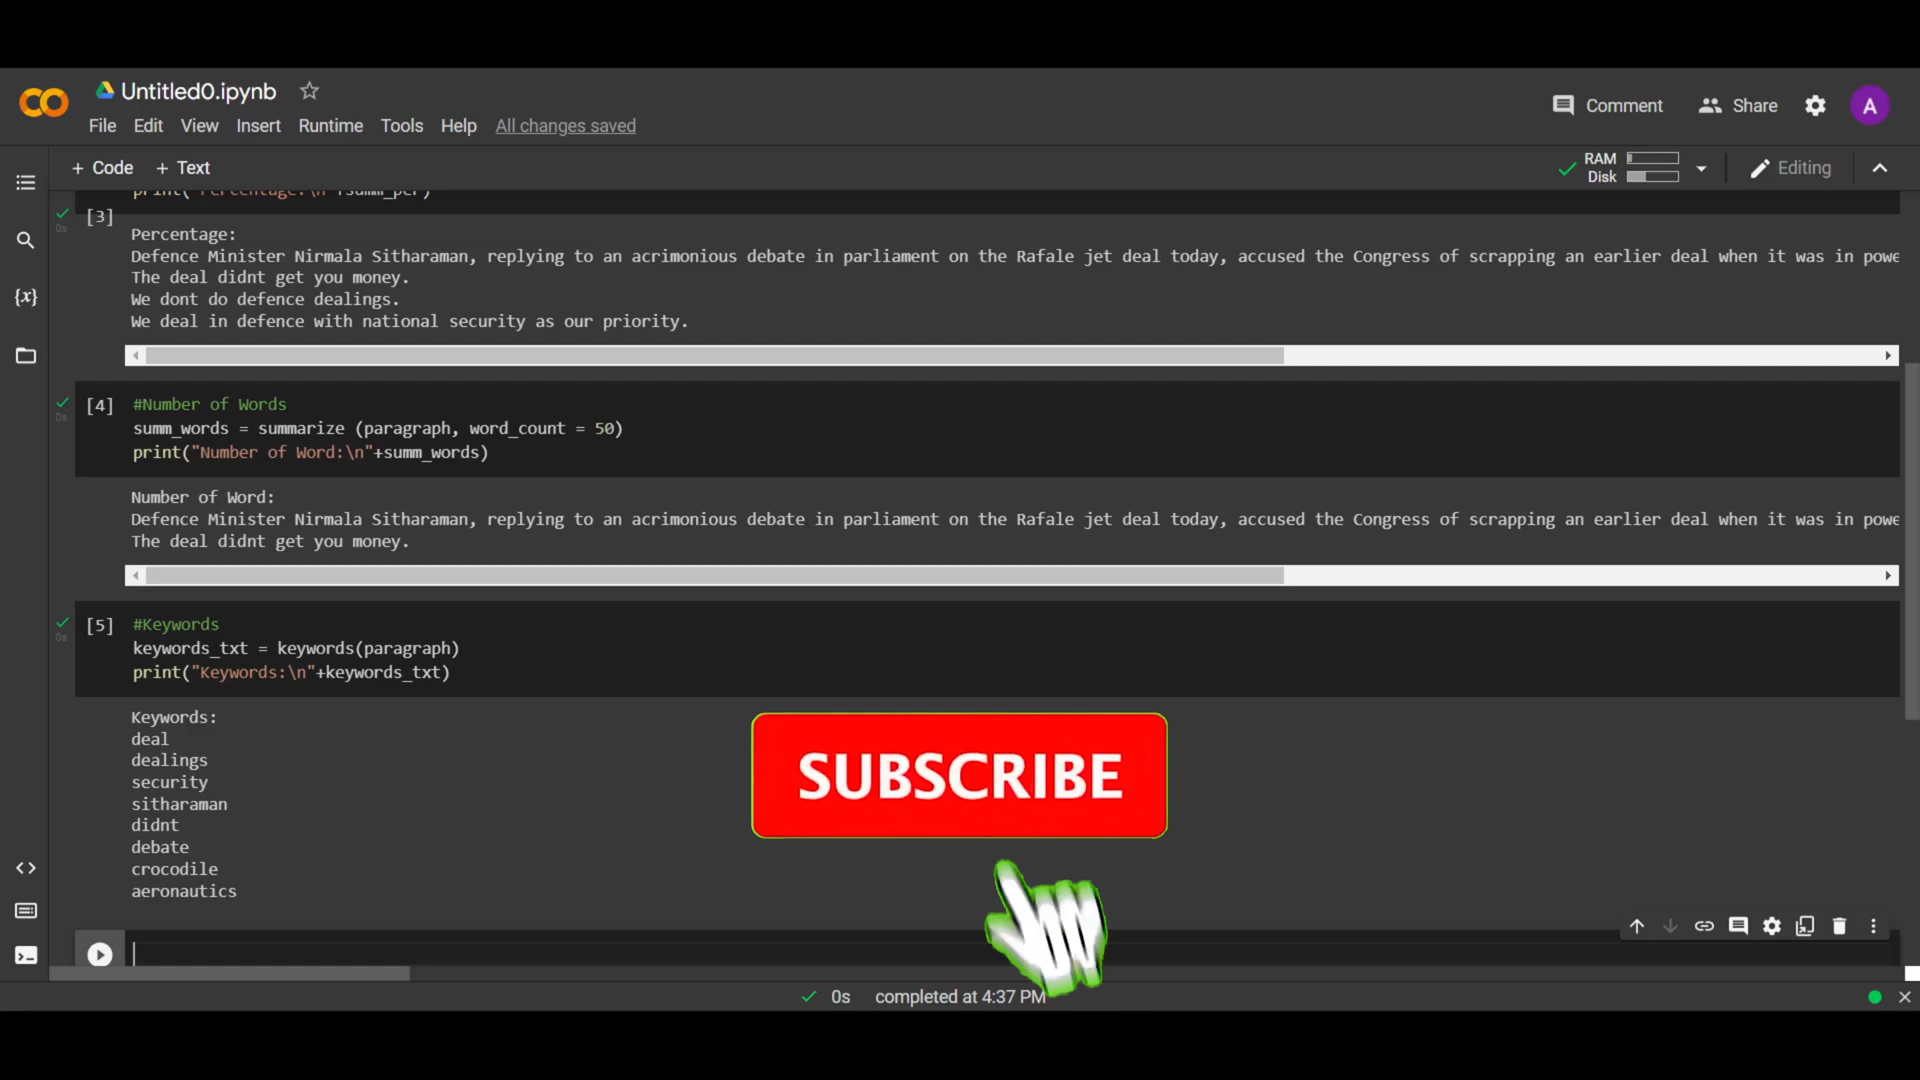 Untitled0.ipynb
Comment
Share
A
File Edit View Insert Runtime Tools Help All changes saved
+ Code + Text
RAM
Disk
Editing
print("Percentage:\n"+summ_per)
[3]
0s
Percentage:
Defence Minister Nirmala Sitharaman, replying to an acrimonious debate in parliament on the Rafale jet deal today, accused the Congress of scrapping an earlier deal when it was in powe
The deal didnt get you money.
We dont do defence dealings.
We deal in defence with national security as our priority.
[4]
0s
#Number of Words
summ_words = summarize (paragraph, word_count = 50)
print("Number of Word:\n"+summ_words)
Number of Word:
Defence Minister Nirmala Sitharaman, replying to an acrimonious debate in parliament on the Rafale jet deal today, accused the Congress of scrapping an earlier deal when it was in powe
The deal didnt get you money.
[5]
0s
#Keywords
keywords_txt = keywords(paragraph)
print("Keywords:\n"+keywords_txt)
Keywords:
deal
dealings
security
sitharaman
didnt
debate
crocodile
aeronautics
SUBSCRIBE
0s completed at 4:37 PM